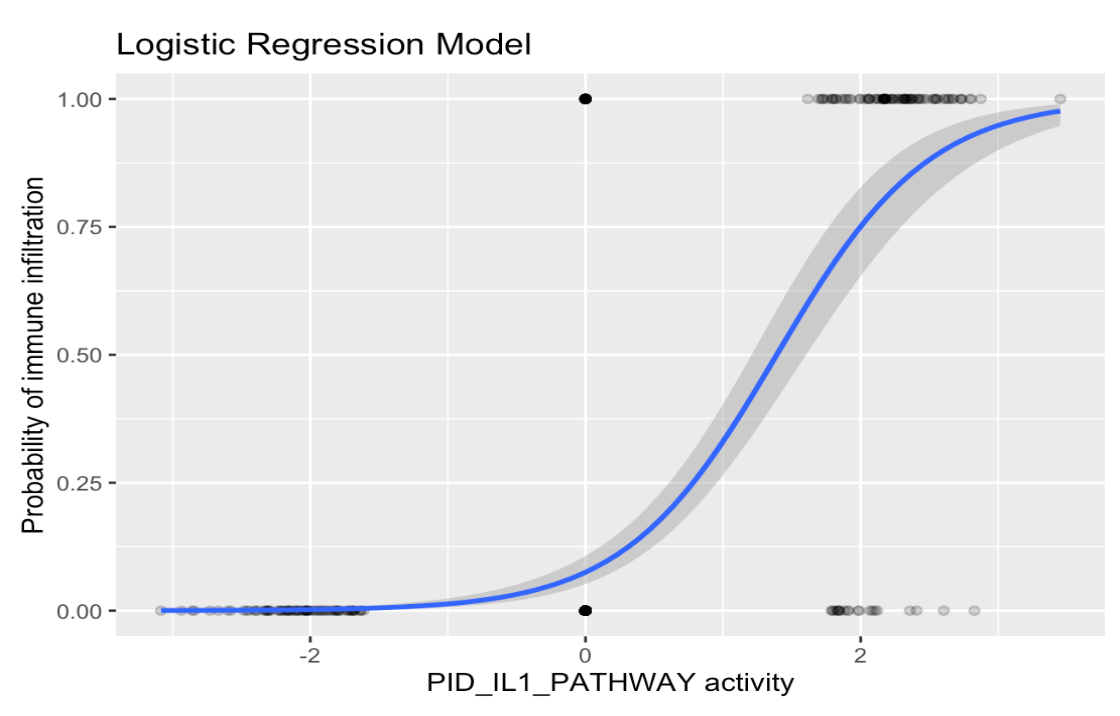 Logistic Regression Model
Probability of immune infiltration
1.00
0.75
0.50
0.25
0.00
-2
0
2
PID_IL1_PATHWAY activity